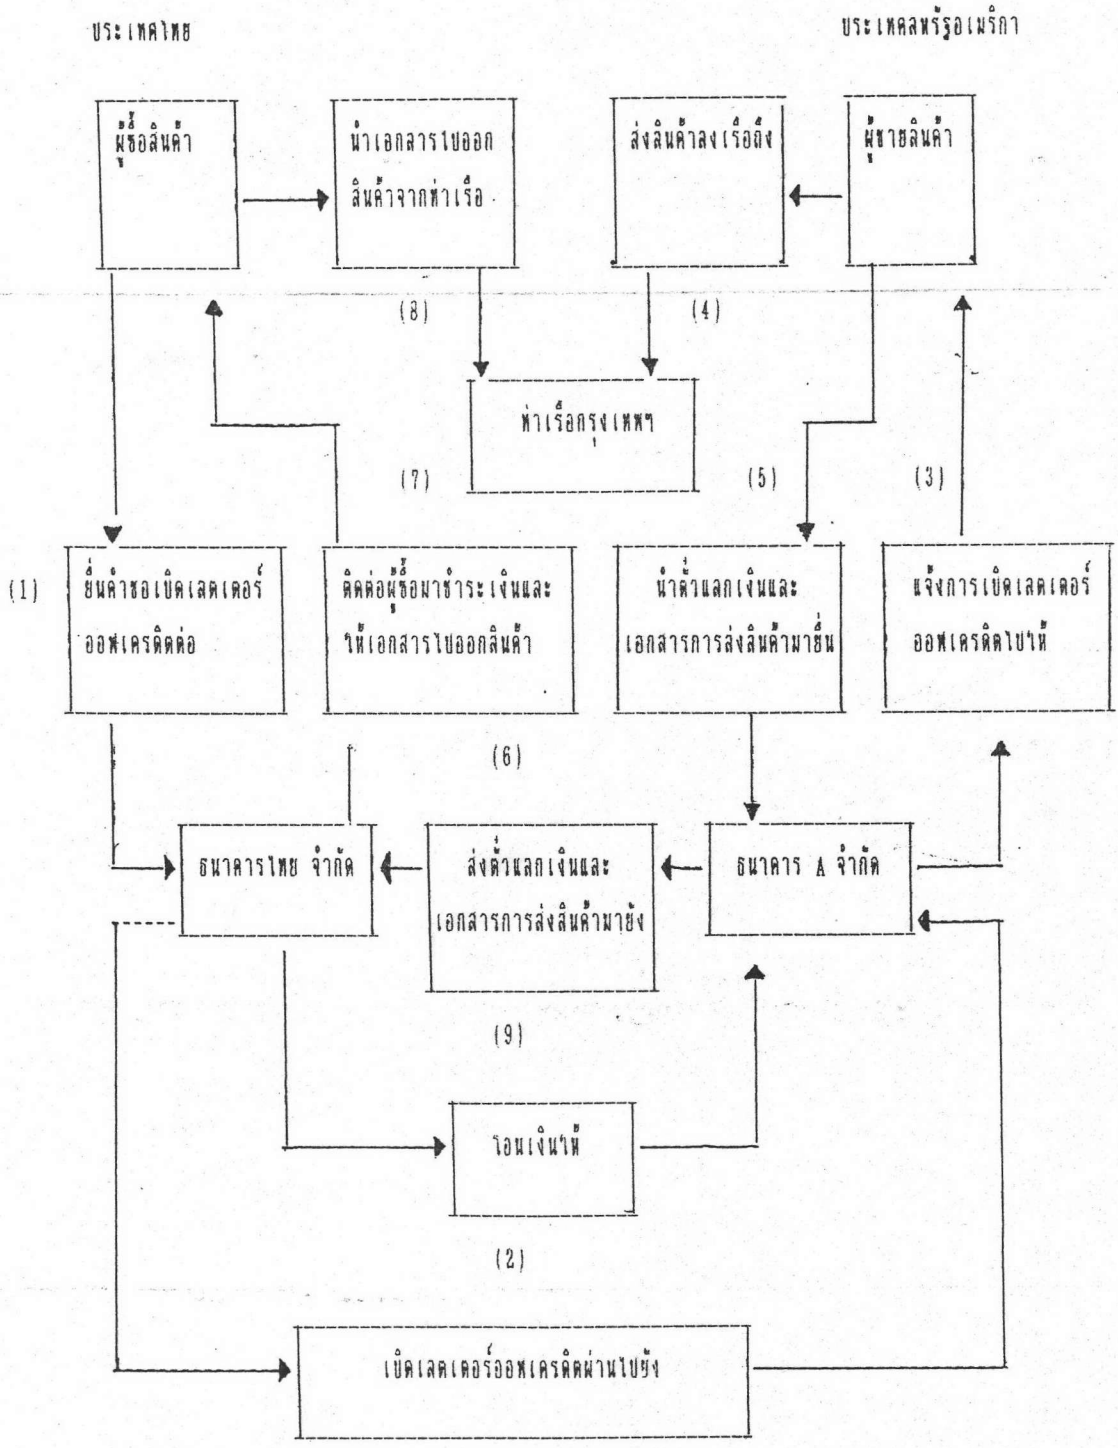 ประเทศไทย
ประเทศสหรัฐอเมริกา
ผู้ซื้อสินค้า
นำเอกสารไปออก
สินค้าจากท่าเรือ
ส่งสินค้าลงเรือถึง
ผู้ขายสินค้า
(8)
(4)
ท่าเรือกรุงเทพฯ
(7)
(5)
(3)
(1)
ยื่นคำขอเปิดเลตเตอร์
ออฟเครดิตต่อ
ติดต่อผู้ซื้อมาชำระเงินและ
ให้เอกสารไปออกสินค้า
นำตั๋วแลกเงินและ
เอกสารการส่งสินค้ามายื่น
แจ้งการเปิดเลตเตอร์
ออฟเครดิตไปให้
(6)
ธนาคารไทย จำกัด
ส่งตั๋วแลกเงินและ
เอกสารการส่งสินค้ามายัง
ธนาคาร A จำกัด
(9)
โอนเงินให้
(2)
เปิดเลตเตอร์ออฟเครดิตผ่านไปยัง